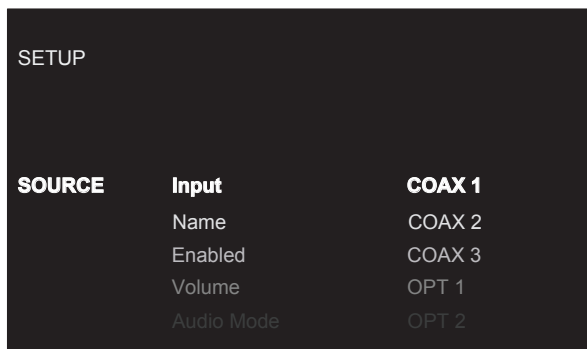 SETUP
SOURCE Input COAX 1
Name COAX 2
Enabled COAX 3
Volume OPT 1
Audio Mode OPT 2